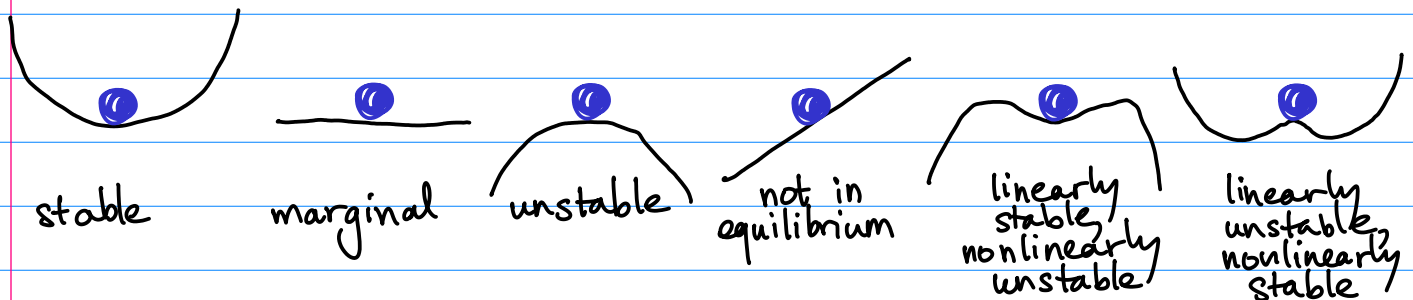 stable
marginal
unstable
not in
equilibrium
linearly
stable,
nonlinearly
unstable
linearly
unstable,
nonlinearly
stable